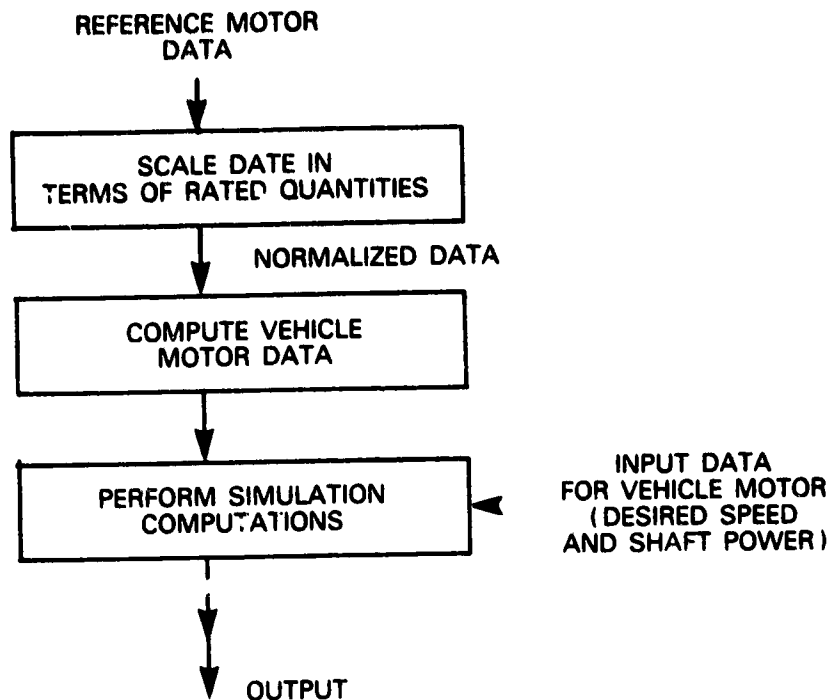 REFERENCE MOTOR
DATA
SCALE DATE IN
TERMS OF RATED QUANTITIES
NORMALIZED DATA
COMPUTE VEHICLE
MOTOR DATA
PERFORM SIMULATION
COMPUTATIONS
INPUT DATA
FOR VEHICLE MOTOR
(DESIRED SPEED
AND SHAFT POWER)
OUTPUT